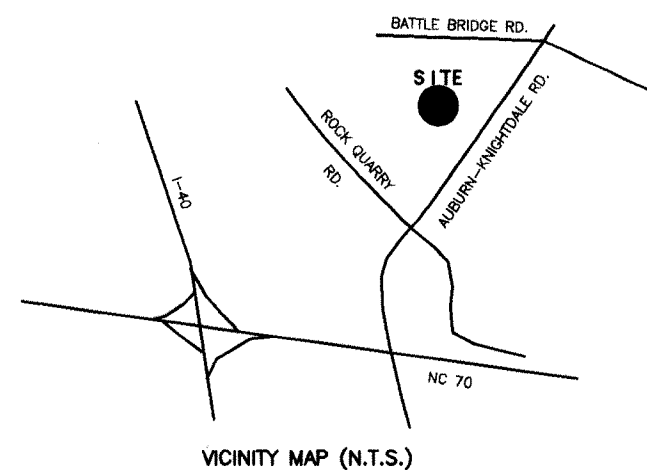 BATTLE BRIDGE RD.
SITE
ROCK QUARRY
RD.
AUBURN-KNIGHTDALE RD.
I-40
NC 70
VICINITY MAP (N.T.S.)